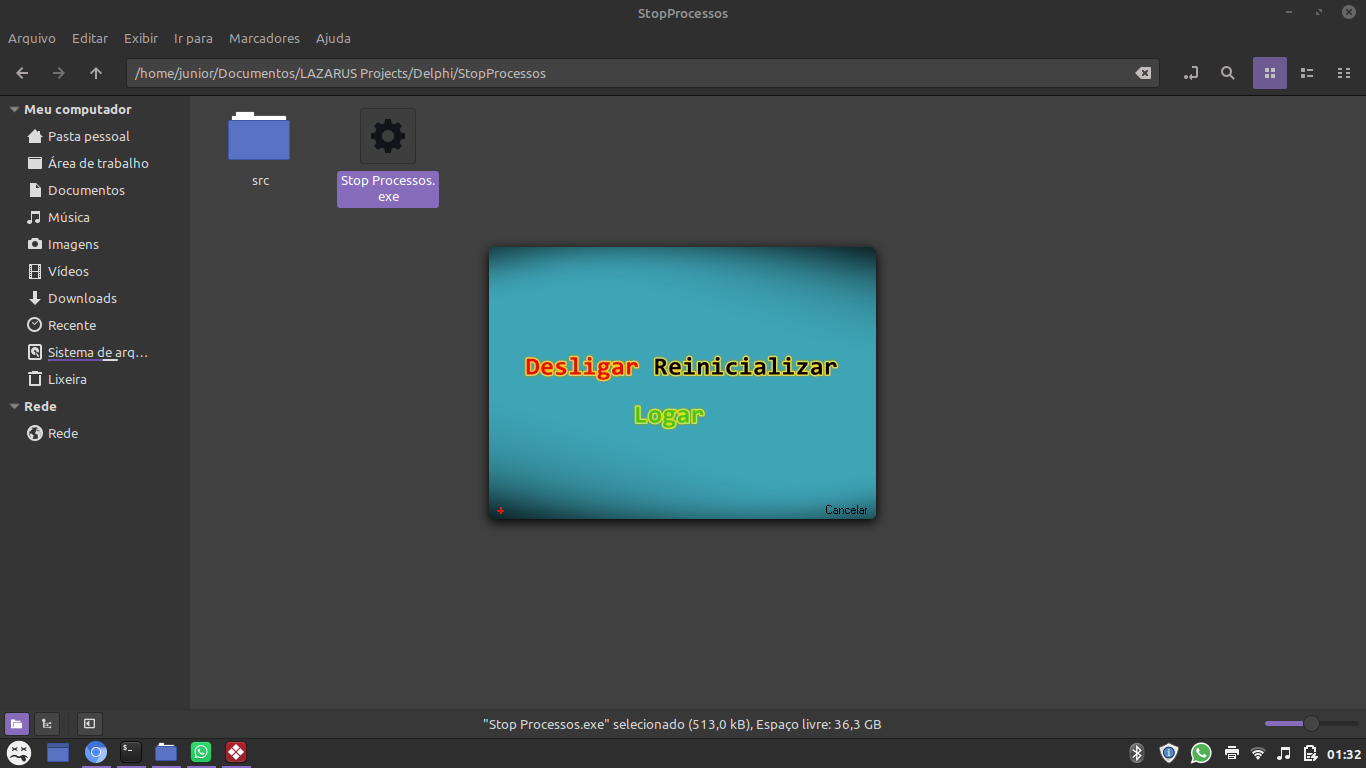 StopProcessos
Arquivo Editar Exibir Ir para Marcadores Ajuda
/home/junior/Documentos/LAZARUS Projects/Delphi/StopProcessos
Meu computador
Pasta pessoal
Área de trabalho
Documentos
Música
Imagens
Vídeos
Downloads
Recente
Sistema de arq...
Lixeira
Rede
Rede
src
Stop Processos.
exe
Desligar Reinicializar
Logar
Cancelar
"Stop Processos.exe" selecionado (513,0 kB), Espaço livre: 36,3 GB
01:32